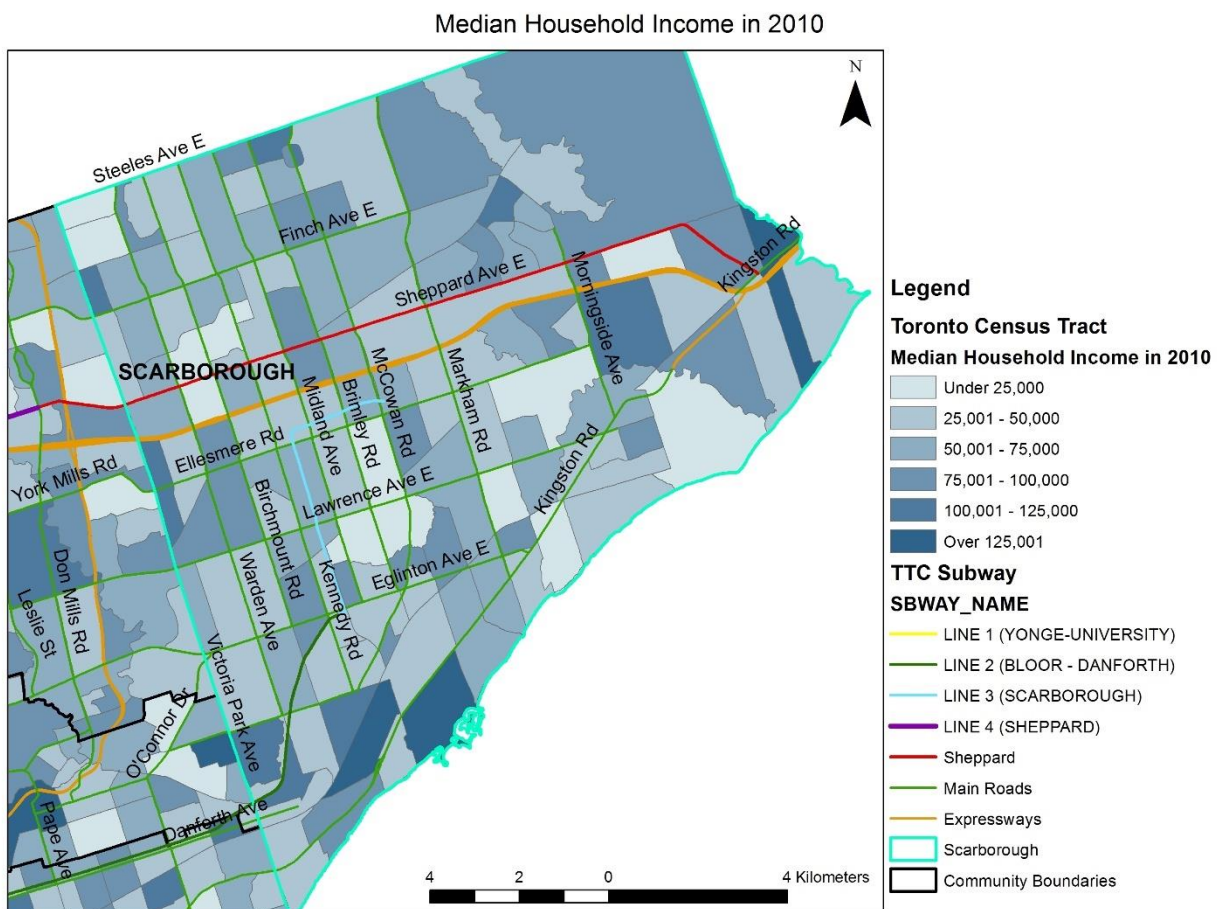 Median Household Income in 2010
N
Steeles Ave E
Finch Ave E
Kingston Rd
Sheppard Ave E
Morningside Ave
SCARBOROUGH
McCowan Rd
Markham Rd
Midland Ave
Brimley Rd
Ellesmere Rd
York Mills Rd
Kingston Rd
Lawrence Ave E
Birchmount Rd
Eglinton Ave E
Don Mills Rd
Warden Ave
Kennedy Rd
Leslie St
Victoria Park Ave
O'Connor Dr
Danforth Ave
Pape Ave
4 2 0 4 Kilometers
Legend
Toronto Census Tract
Median Household Income in 2010
Under 25,000
25,001 - 50,000
50,001 - 75,000
75,001 - 100,000
100,001 - 125,000
Over 125,001
TTC Subway
SBWAY_NAME
LINE 1 (YONGE-UNIVERSITY)
LINE 2 (BLOOR - DANFORTH)
LINE 3 (SCARBOROUGH)
LINE 4 (SHEPPARD)
Sheppard
Main Roads
Expressways
Scarborough
Community Boundaries